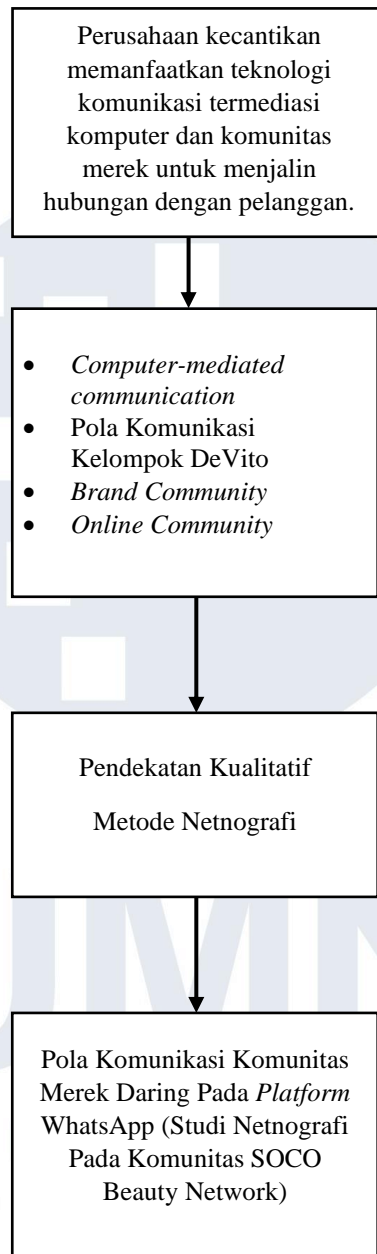 Perusahaan kecantikan
memanfaatkan teknologi
komunikasi termediasi
komputer dan komunitas
merek untuk menjalin
hubungan dengan pelanggan.
• Computer-mediated
communication
• Pola Komunikasi
Kelompok DeVito
• Brand Community
• Online Community
Pendekatan Kualitatif
Metode Netnografi
UMN
Pola Komunikasi Komunitas
Merek Daring Pada Platform
WhatsApp (Studi Netnografi
Pada Komunitas SOCO
Beauty Network)